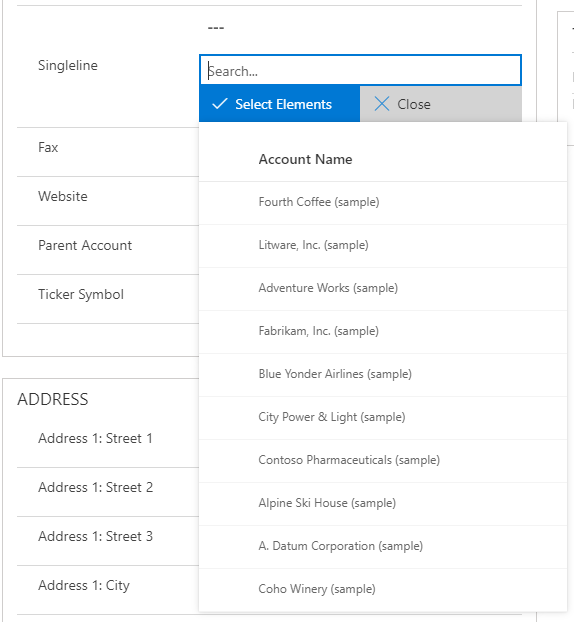 ---
Singleline
Search...
Select Elements
Close
Account Name
Fourth Coffee (sample)
Litware, Inc. (sample)
Adventure Works (sample)
Fabrikam, Inc. (sample)
Blue Yonder Airlines (sample)
City Power & Light (sample)
Contoso Pharmaceuticals (sample)
Alpine Ski House (sample)
A. Datum Corporation (sample)
Coho Winery (sample)
Fax
Website
Parent Account
Ticker Symbol
ADDRESS
Address 1: Street 1
Address 1: Street 2
Address 1: Street 3
Address 1: City